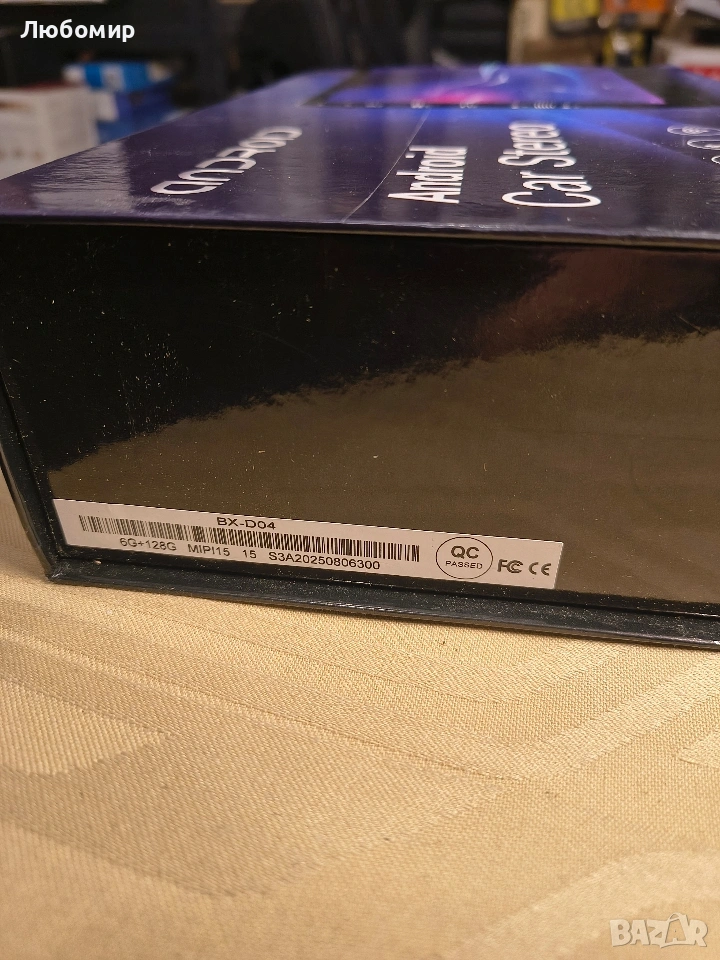 Любомир
ANDROID
Android
Car Stereo
BX-D04
6G+128G MIPI15 15 S3A20250806300
QC
PASSED
FC CE
BAZAR